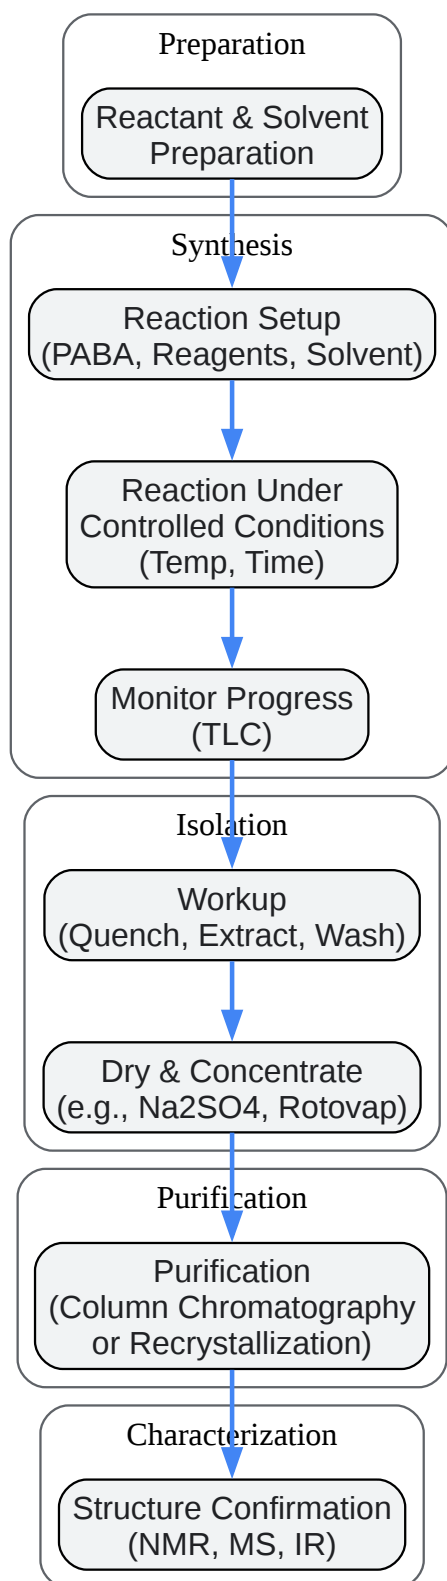 Preparation
Reactant & Solvent
Preparation
Synthesis
Reaction Setup
(PABA, Reagents, Solvent)
Reaction Under
Controlled Conditions
(Temp, Time)
Monitor Progress
(TLC)
Isolation
Workup
(Quench, Extract, Wash)
Dry & Concentrate
(e.g., Na2SO4, Rotovap)
Purification
Purification
(Column Chromatography
or Recrystallization)
Characterization
Structure Confirmation
(NMR, MS, IR)